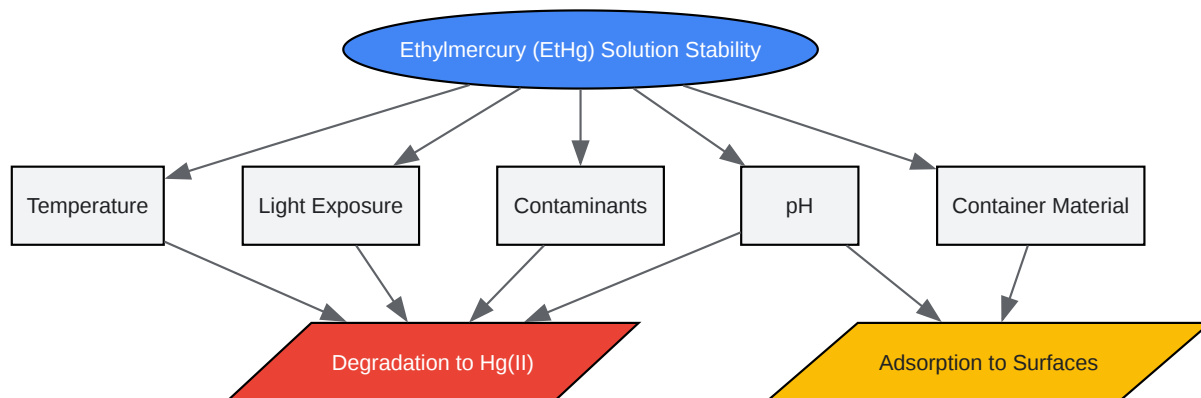 Ethylmercury (EtHg) Solution Stability
Temperature
Light Exposure
Contaminants
pH
Container Material
Degradation to Hg(II)
Adsorption to Surfaces